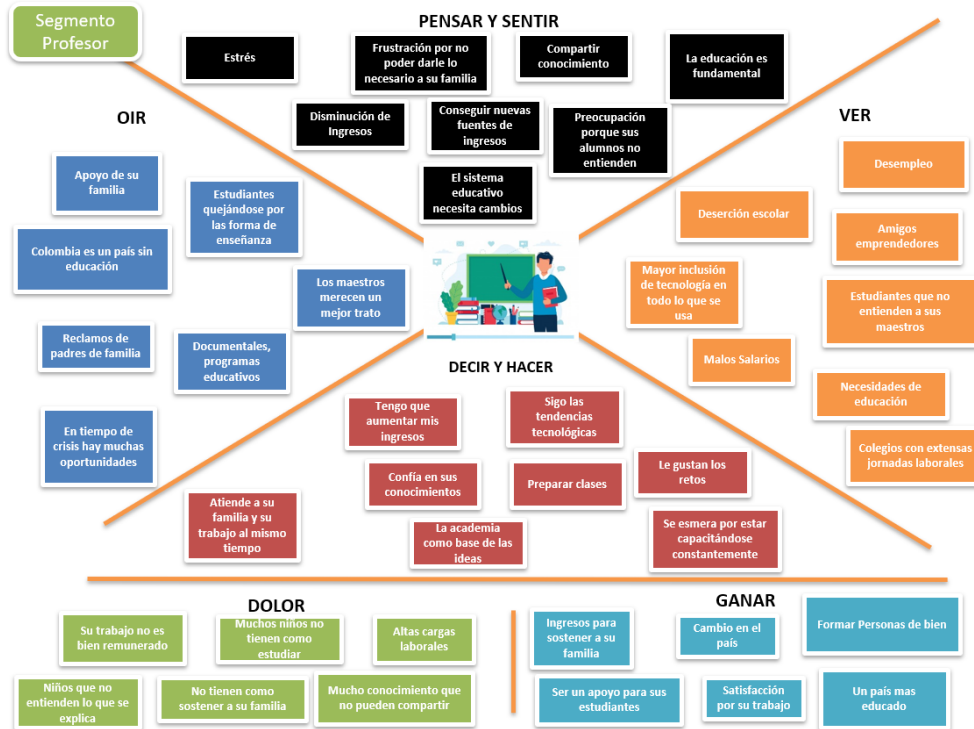 Segmento
Profesor
PENSAR Y SENTIR
Estrés
Frustración por no
poder darle lo
necesario a su familia
Compartir
conocimiento
La educación es
fundamental
Disminución de
Ingresos
Conseguir nuevas
fuentes de
ingresos
Preocupación
porque sus
alumnos no
entienden
El sistema
educativo
necesita cambios
OIR
Apoyo de su
familia
Estudiantes
quejándose por
las forma de
enseñanza
Colombia es un país sin
educación
Los maestros
merecen un
mejor trato
Reclamos de
padres de familia
Documentales,
programas
educativos
En tiempo de
crisis hay muchas
oportunidades
VER
Desempleo
Deserción escolar
Amigos
emprendedores
Mayor inclusión
de tecnología en
todo lo que se
usa
Estudiantes que no
entienden a sus
maestros
Malos Salarios
Necesidades de
educación
Colegios con extensas
jornadas laborales
DECIR Y HACER
Tengo que
aumentar mis
ingresos
Sigo las
tendencias
tecnológicas
Confía en sus
conocimientos
Preparar clases
Le gustan los
retos
Atiende a su
familia y su
trabajo al mismo
tiempo
La academia
como base de las
ideas
Se esmera por estar
capacitándose
constantemente
DOLOR
Su trabajo no es
bien remunerado
Muchos niños no
tienen como
estudiar
Altas cargas
laborales
Niños que no
entienden lo que se
explica
No tienen como
sostener a su familia
Mucho conocimiento que
no pueden compartir
GANAR
Ingresos para
sostener a su
familia
Cambio en el
país
Formar Personas de bien
Ser un apoyo para sus
estudiantes
Satisfacción
por su trabajo
Un país mas
educado